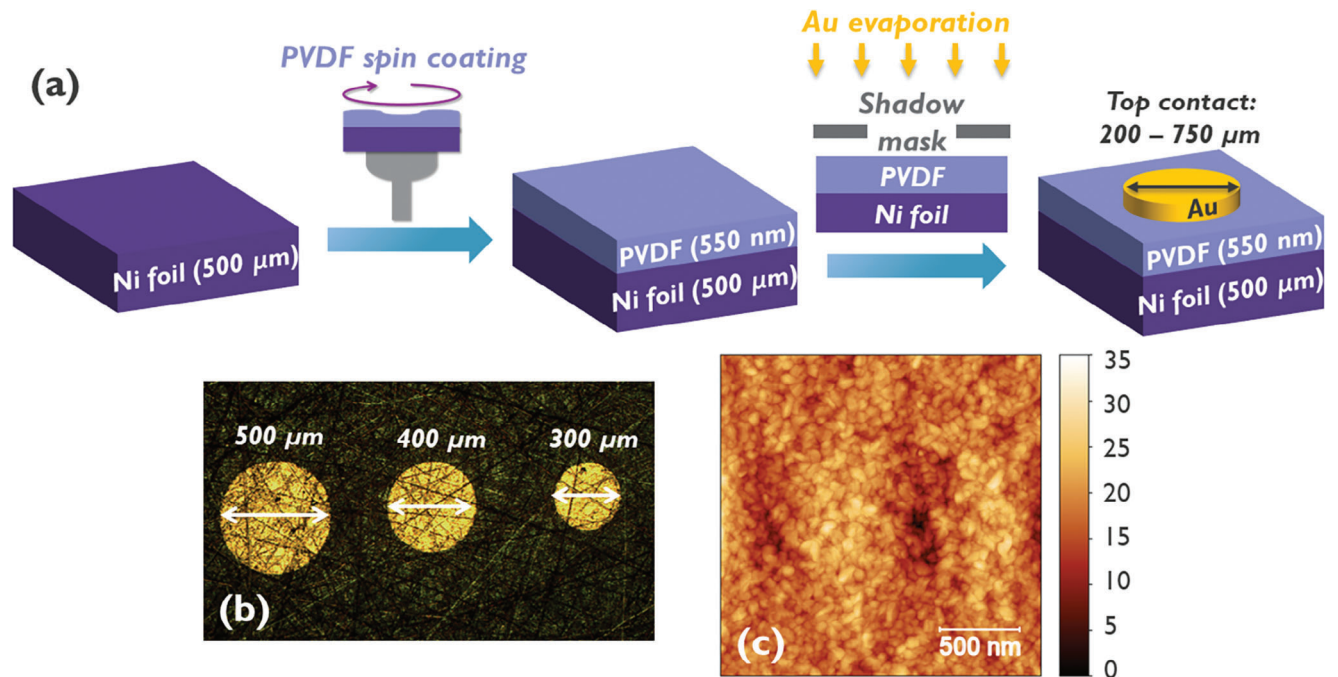 (a)
PVDF spin coating
Ni foil (500 µm)
PVDF (550 nm)
Ni foil (500 µm)
Au evaporation
Shadow
mask
PVDF
Ni foil
Top contact:
200 – 750 µm
Au
PVDF (550 nm)
Ni foil (500 µm)
500 µm
400 µm
300 µm
(b)
(c)
500 nm
35
30
25
20
15
10
5
0